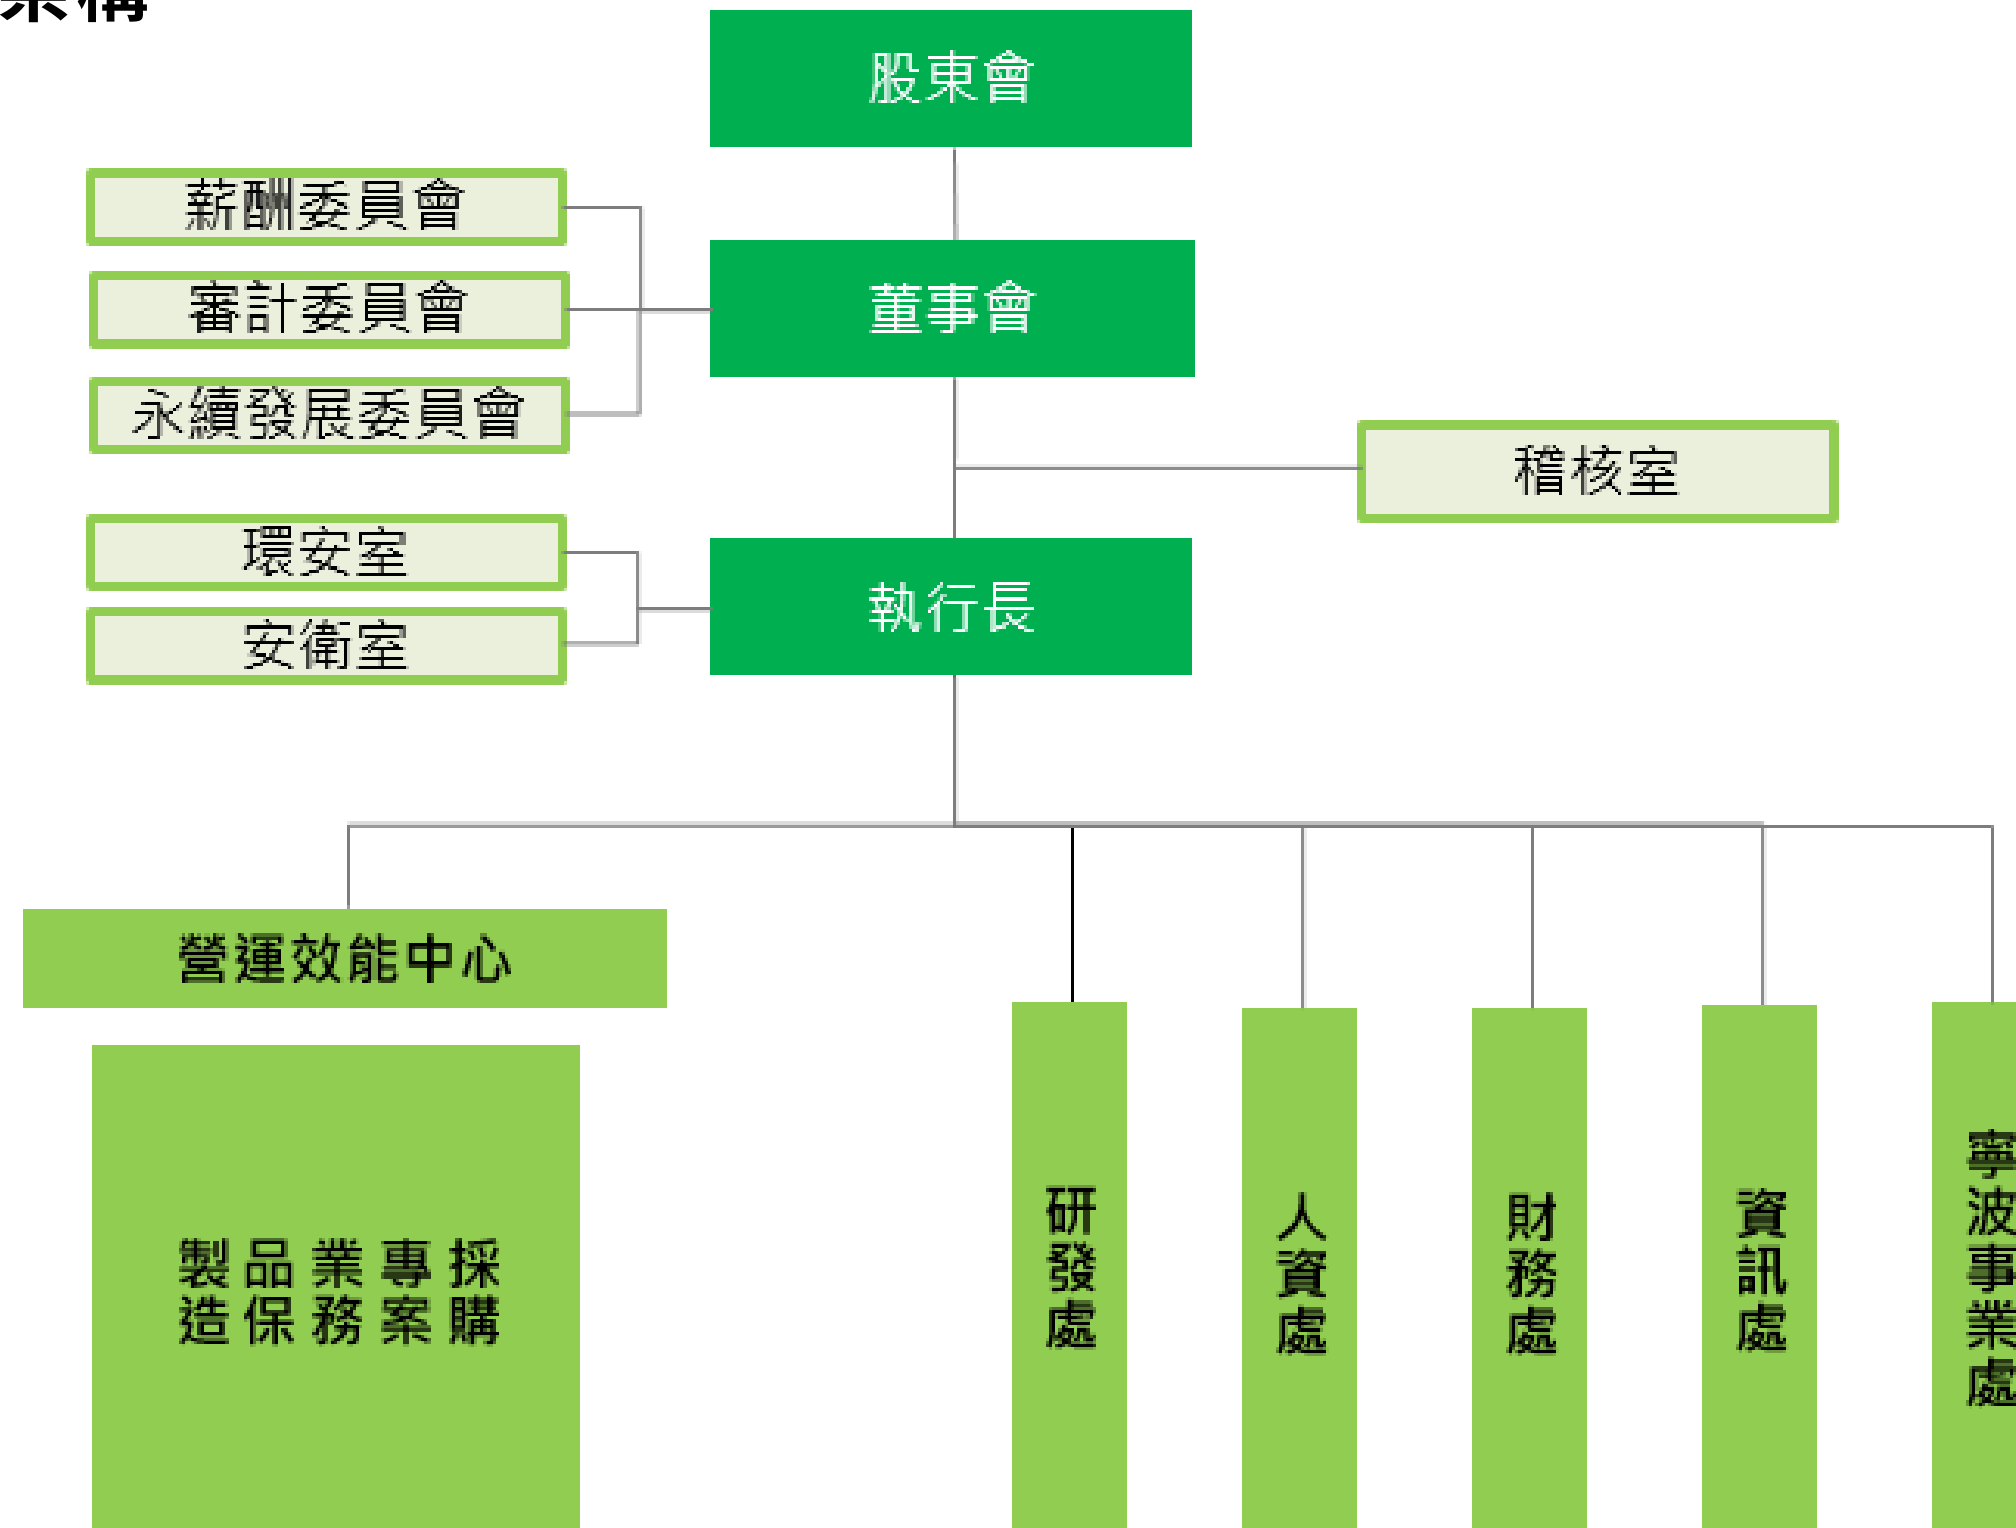 架構
股東會
薪酬委員會
董事會
審計委員會
永續發展委員會
稽核室
環安室
執行長
安衛室
營運效能中心
製造
品保
業務
專案
採購
研發處
人資處
財務處
資訊處
寧波事業處